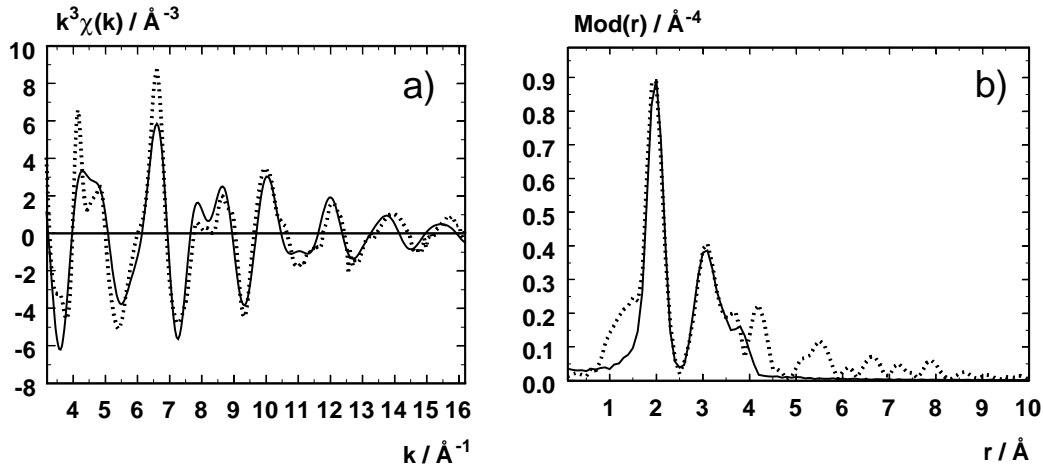 k³χ(k) / Å⁻³
a)
10
8
6
4
2
0
-2
-4
-6
-8
4 5 6 7 8 9 10 11 12 13 14 15 16
k / Å⁻¹
Mod(r) / Å⁻⁴
b)
0.9
0.8
0.7
0.6
0.5
0.4
0.3
0.2
0.1
0.0
1 2 3 4 5 6 7 8 9 10
r / Å